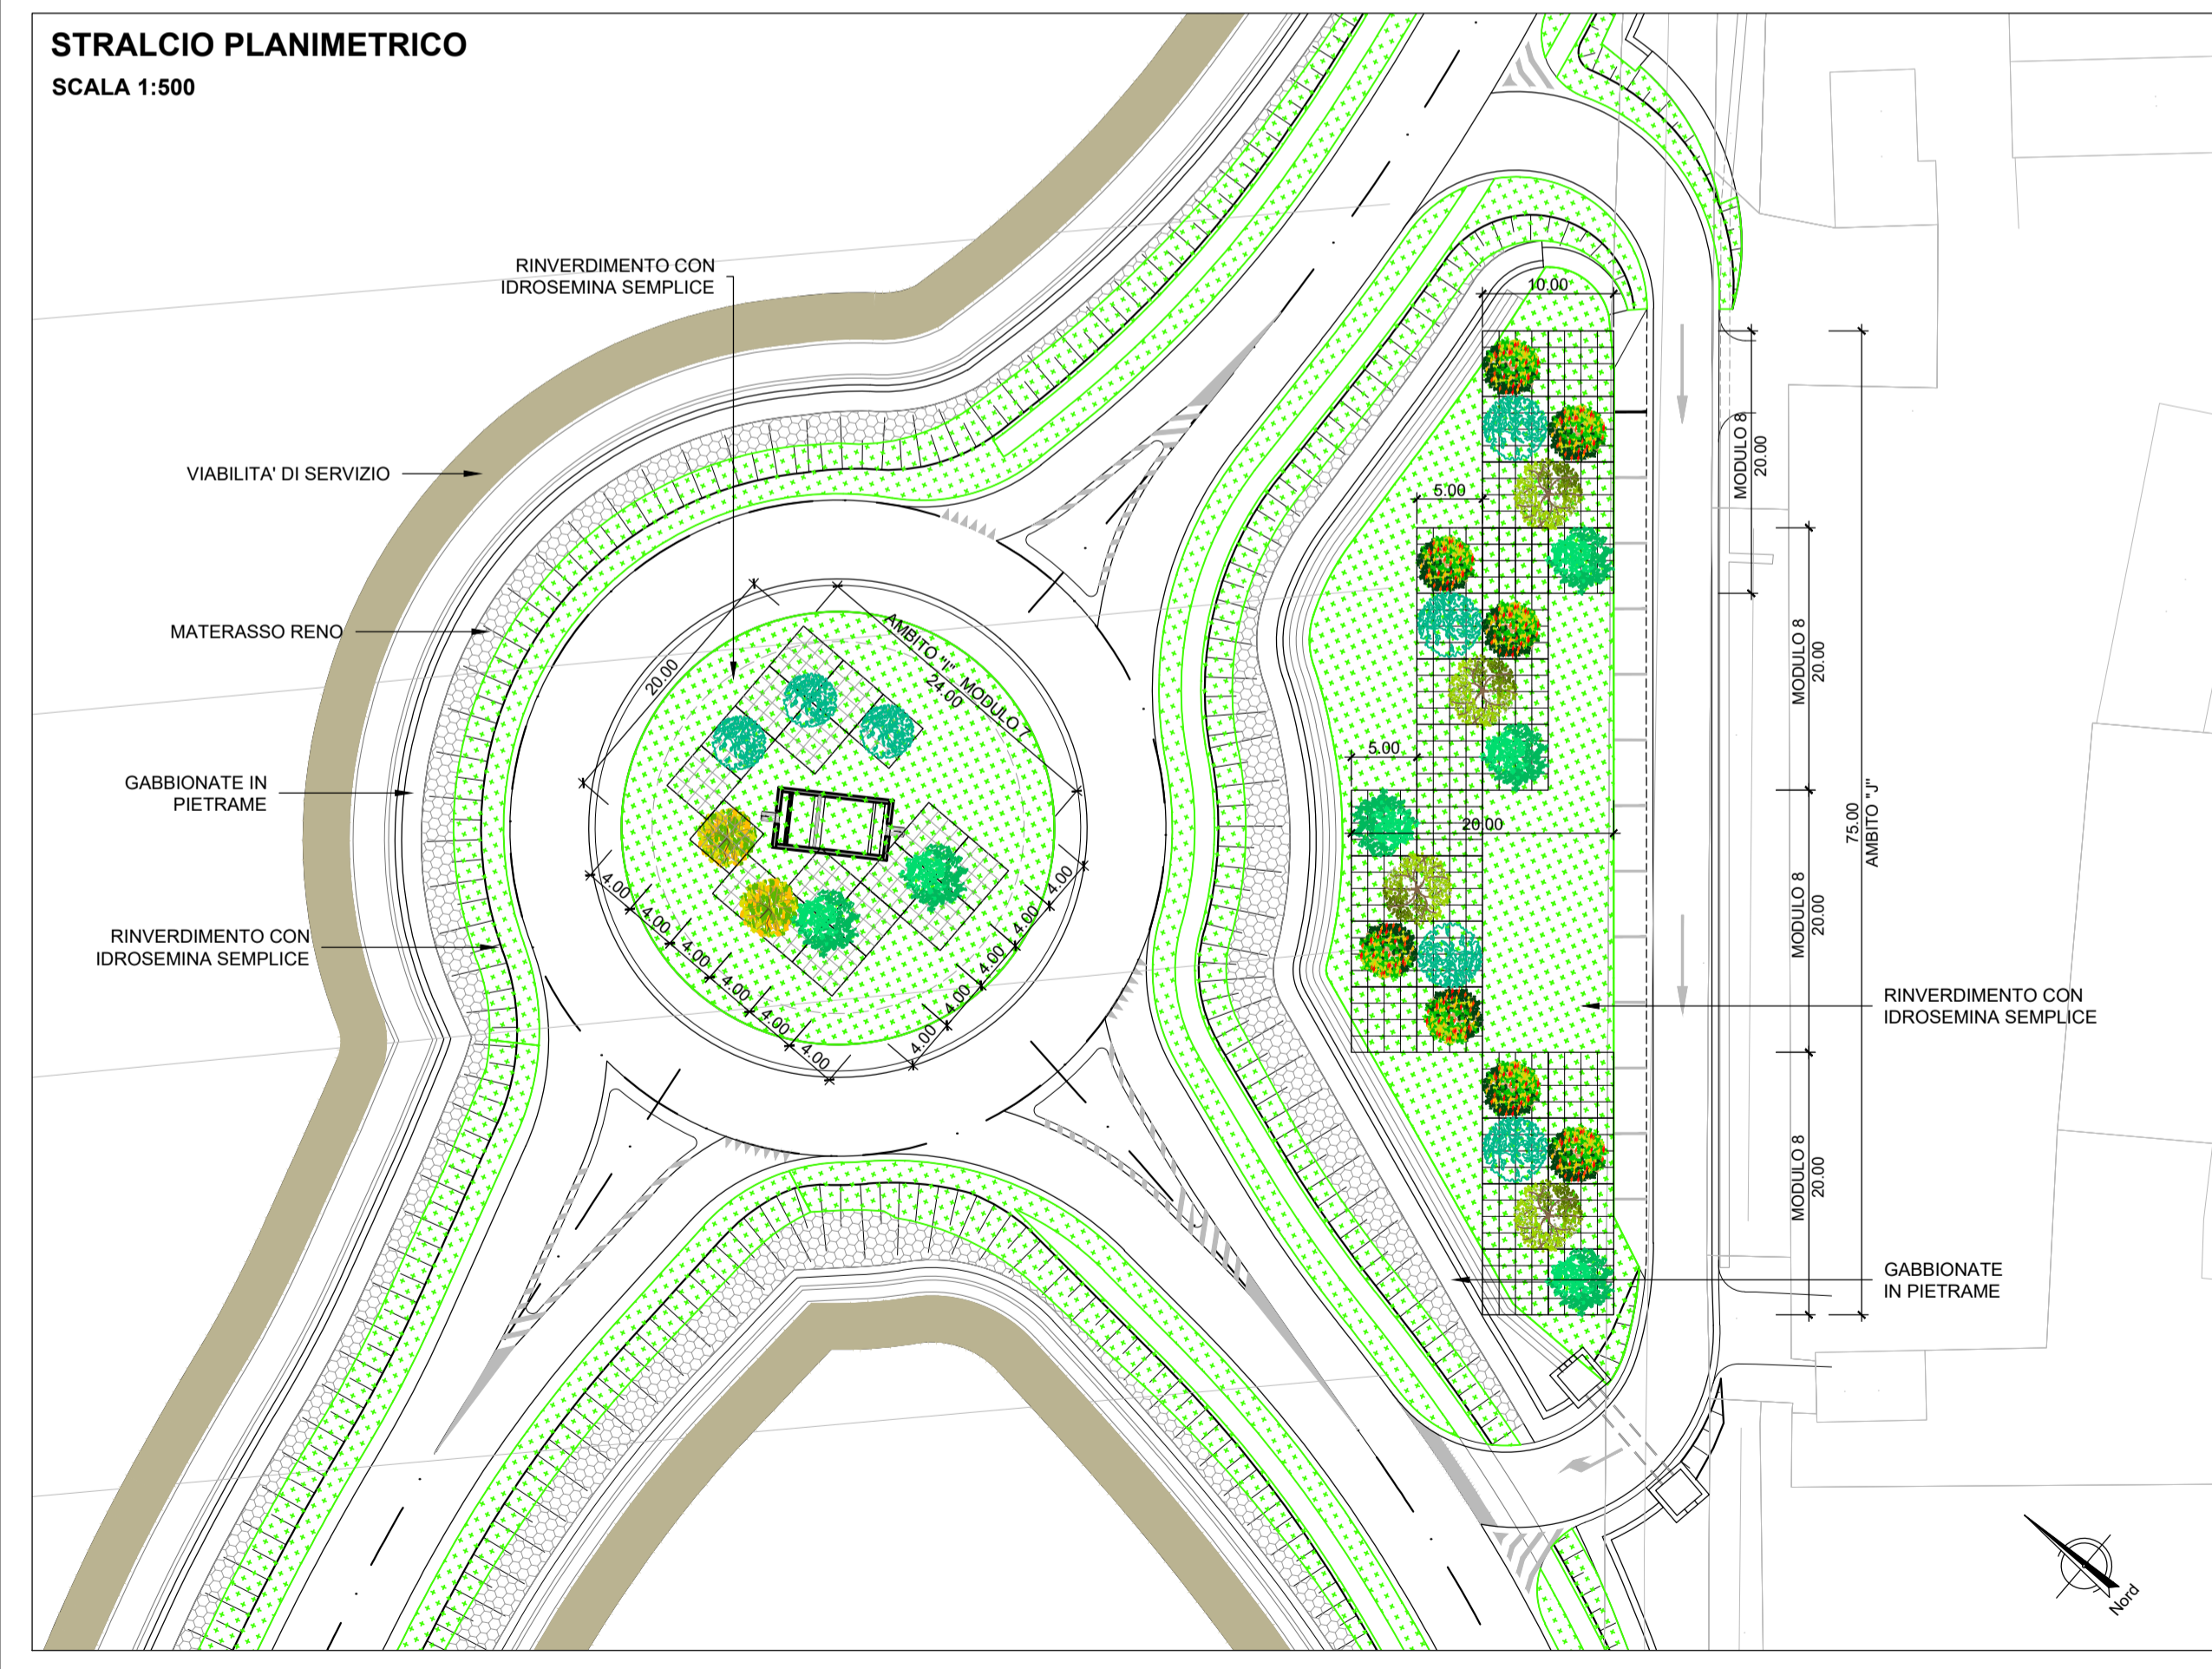 STRALCIO PLANIMETRICO
SCALA 1:500
RINVERDIMENTO CON
IDROSEMINA SEMPLICE
VIABILITA' DI SERVIZIO
MATERASSO RENO
GABBIONATE IN
PIETRAME
RINVERDIMENTO CON
IDROSEMINA SEMPLICE
20.00
AMBITO "I" MODULO 7
24.00
4.00
4.00
4.00
4.00
4.00
4.00
4.00
4.00
4.00
4.00
4.00
10.00
5.00
5.00
20.00
MODULO 8
20.00
MODULO 8
20.00
MODULO 8
20.00
MODULO 8
20.00
75.00
AMBITO "J"
RINVERDIMENTO CON
IDROSEMINA SEMPLICE
GABBIONATE
IN PIETRAME
Nord